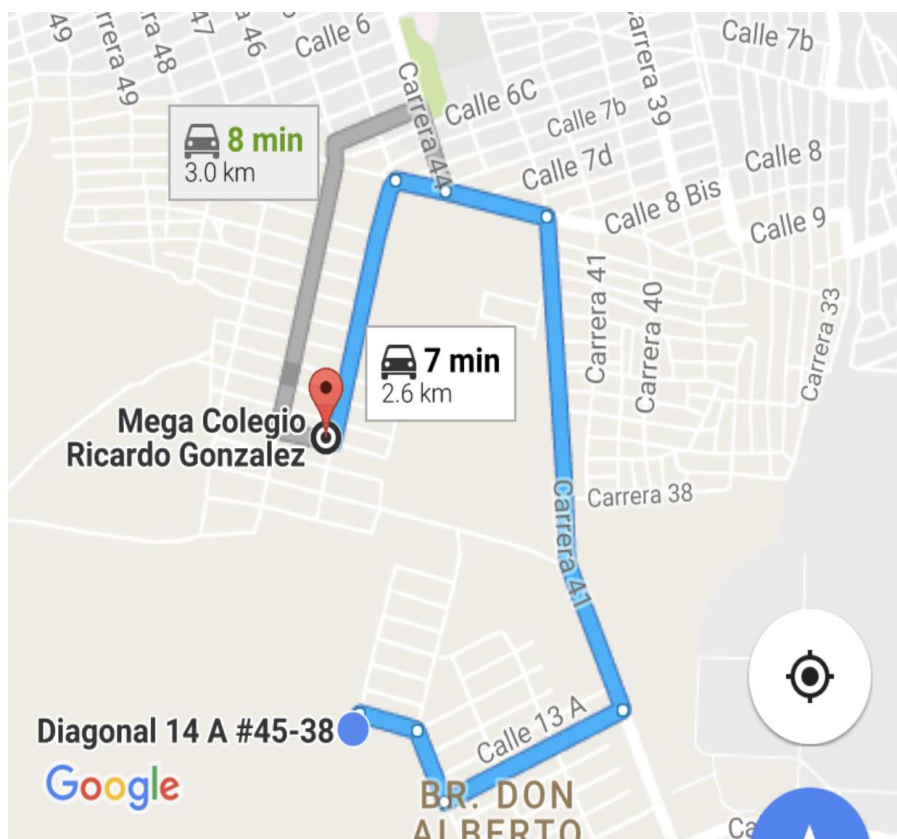 49
Carrera 49
Carrera 48
47
46
Calle 6
Carrera 44
Calle 6C
Carrera 39
Calle 7b
Calle 7b
8 min
3.0 km
Calle 7d
Calle 8
Calle 8 Bis
Calle 9
Carrera 41
Carrera 40
Carrera 33
7 min
2.6 km
Mega Colegio
Ricardo Gonzalez
Carrera 38
Carrera 41
Diagonal 14 A #45-38
Calle 13 A
Google
BR. DON
ALBERTO